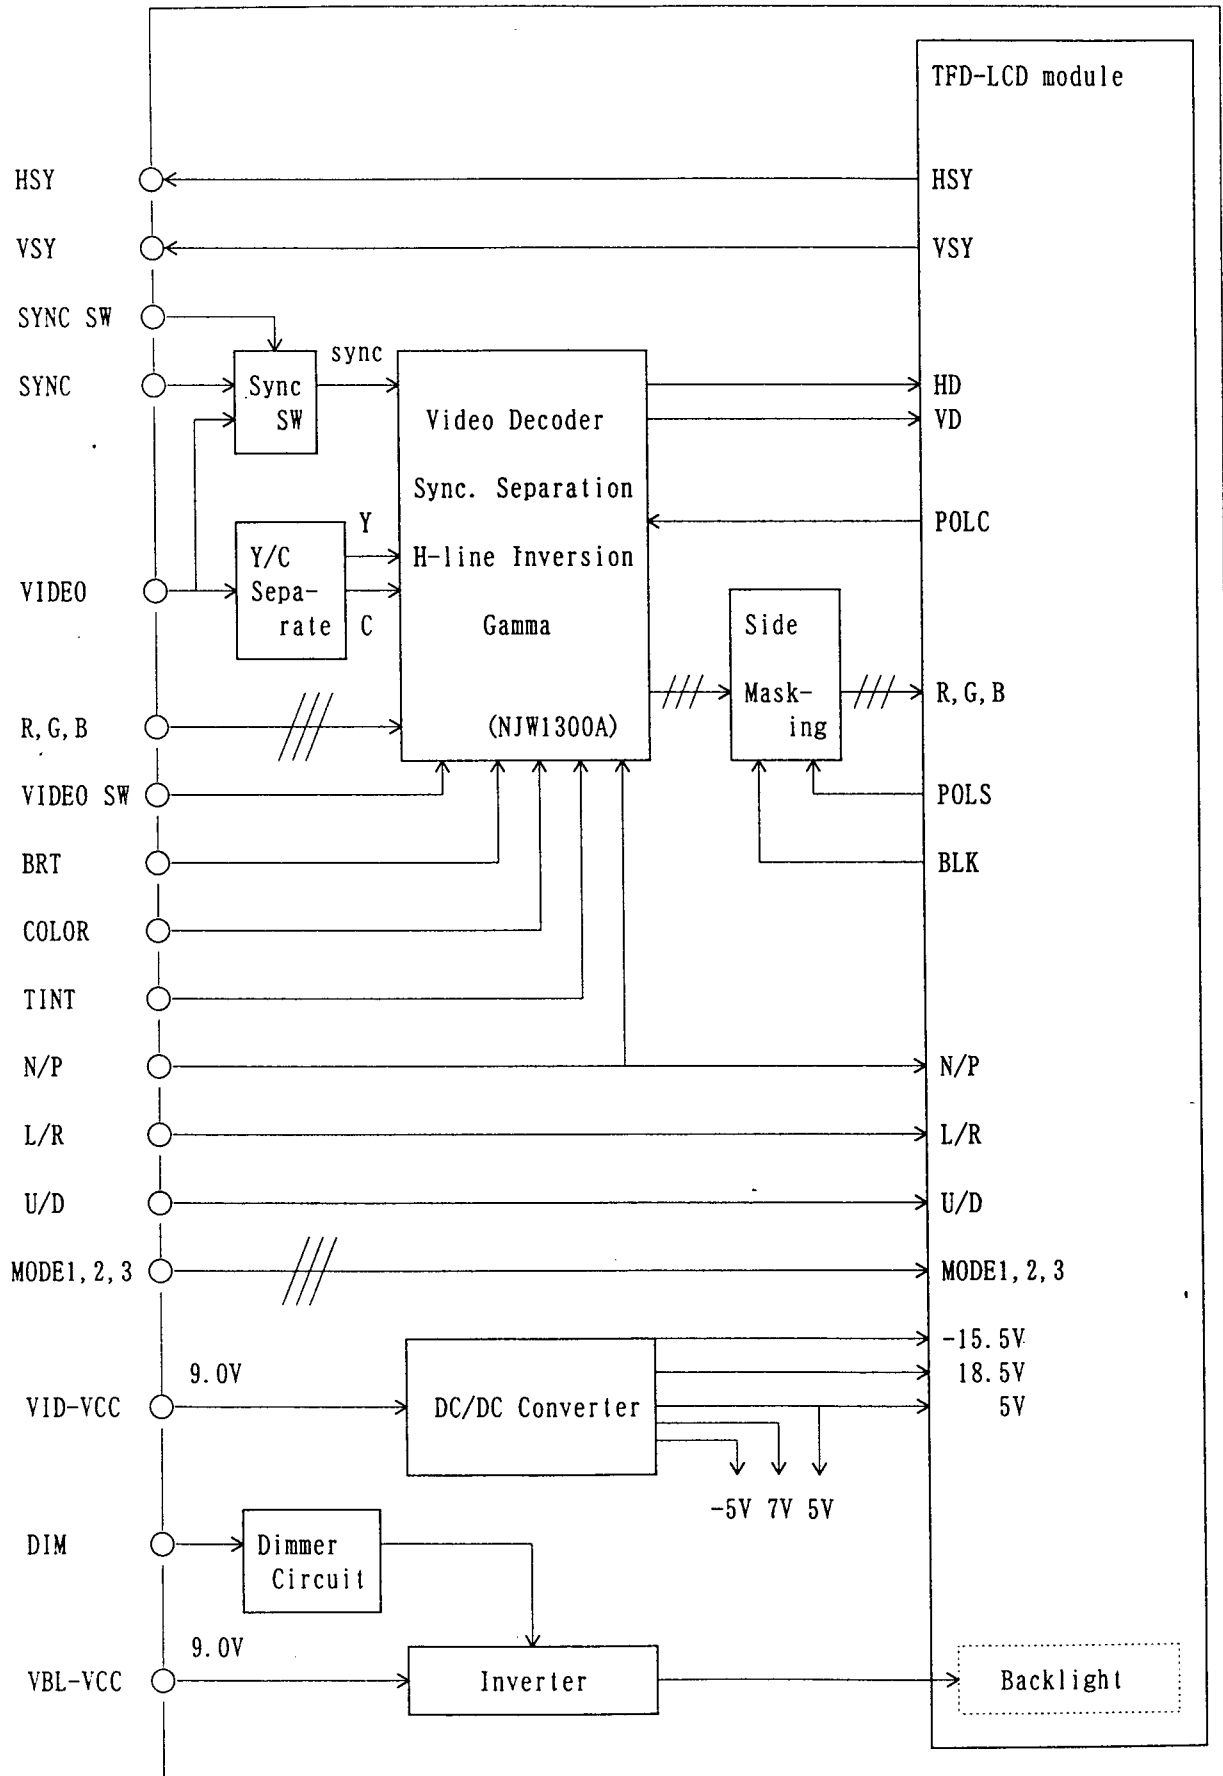 TFD-LCD module
HSY
HSY
VSY
VSY
SYNC SW
sync
SYNC
Sync
SW
HD
VD
Video Decoder
Sync. Separation
H-line Inversion
Gamma
(NJW1300A)
POLC
Y
Y/C
Sepa-
rate
C
VIDEO
Side
Mask-
ing
R,G,B
R,G,B
VIDEO SW
POLS
BRT
BLK
COLOR
TINT
N/P
N/P
L/R
L/R
U/D
U/D
MODE1,2,3
MODE1,2,3
-15.5V
18.5V
5V
9.0V
VID-VCC
DC/DC Converter
-5V 7V 5V
DIM
Dimmer
Circuit
9.0V
VBL-VCC
Inverter
Backlight